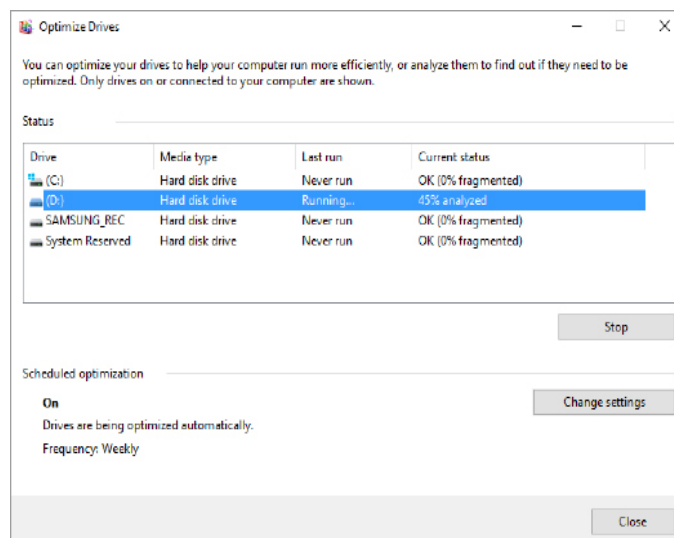 Optimize Drives
You can optimize your drives to help your computer run more efficiently, or analyze them to find out if they need to be
optimized. Only drives on or connected to your computer are shown.
Status
Drive Media type Last run Current status
(C:) Hard disk drive Never run OK (0% fragmented)
(D:) Hard disk drive Running... 45% analyzed
SAMSUNG_REC Hard disk drive Never run OK (0% fragmented)
System Reserved Hard disk drive Never run OK (0% fragmented)
Stop
Scheduled optimization
On
Change settings
Drives are being optimized automatically.
Frequency: Weekly
Close